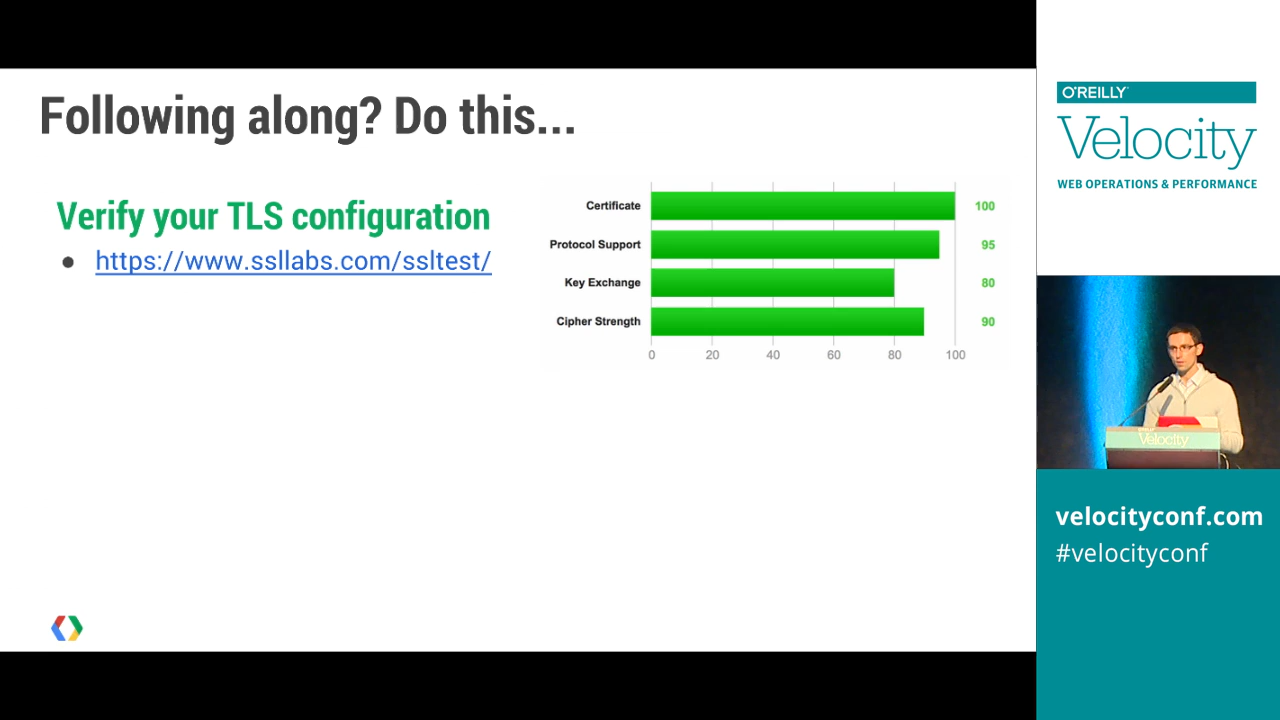 Following along? Do this...
Verify your TLS configuration
● https://www.ssllabs.com/ssltest/
Certificate 100
Protocol Support 95
Key Exchange 80
Cipher Strength 90
0 20 40 60 80 100
O'REILLY
Velocity
WEB OPERATIONS & PERFORMANCE
Velocity
velocityconf.com
#velocityconf